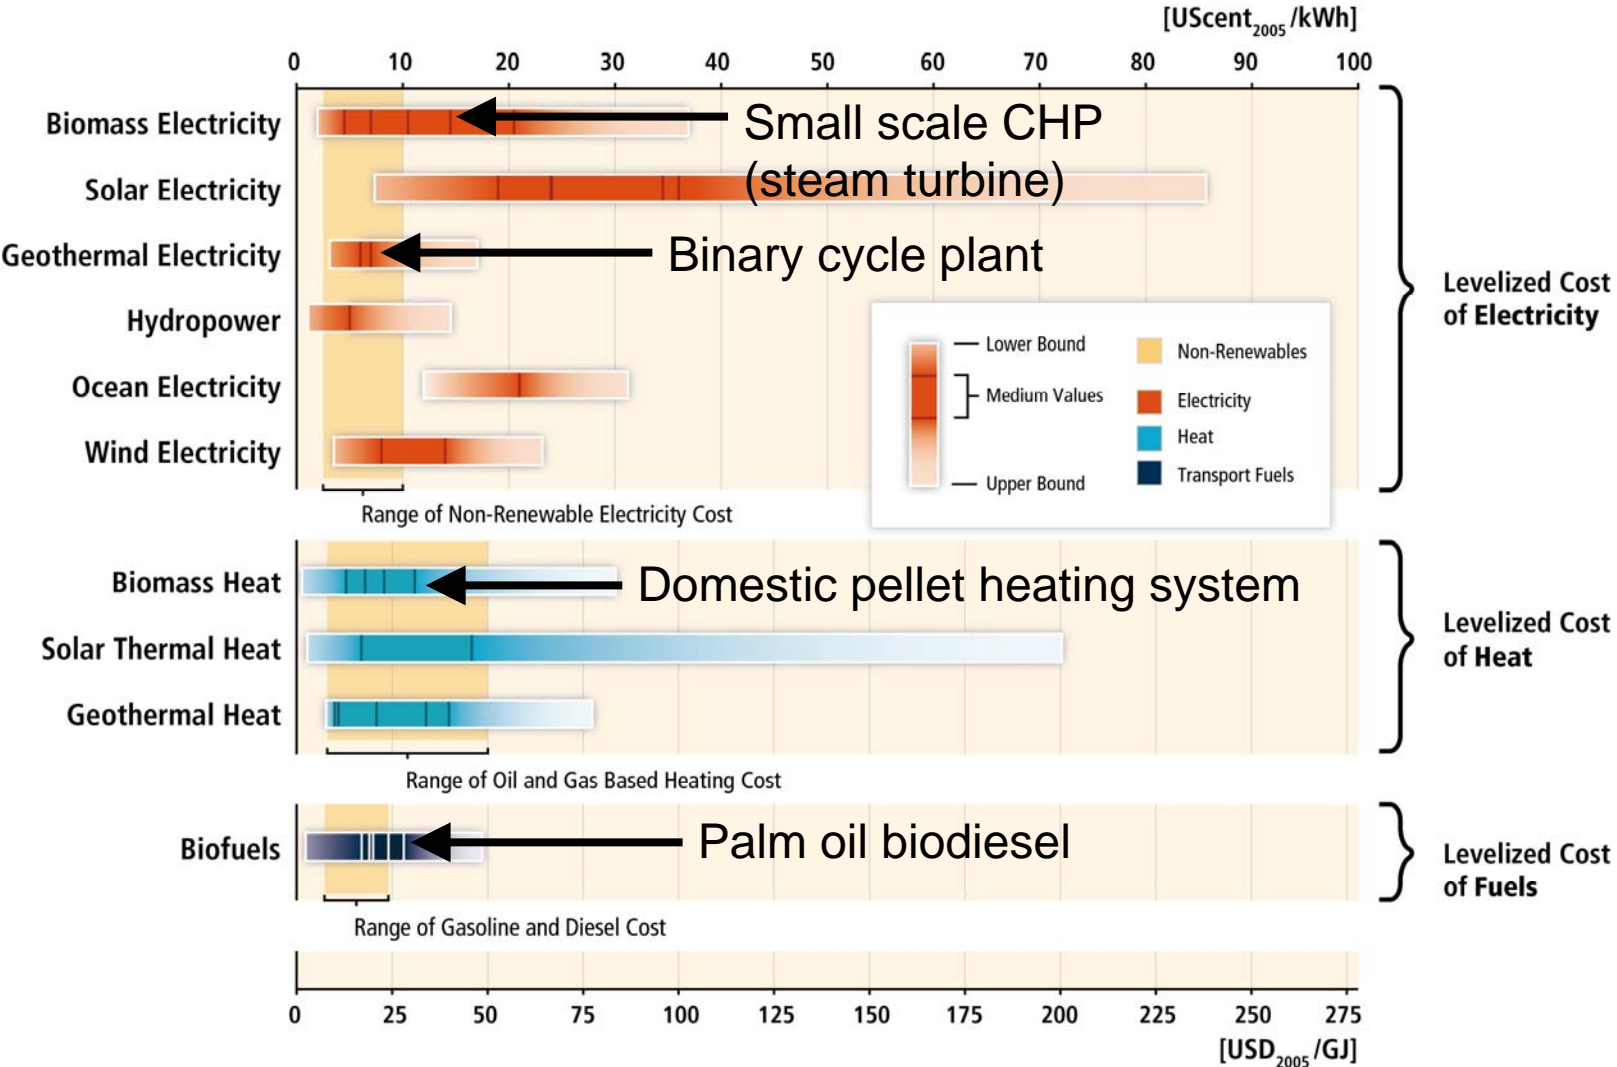 [UScent2005/kWh]
0 10 20 30 40 50 60 70 80 90 100
Biomass Electricity
Small scale CHP
(steam turbine)
Solar Electricity
Geothermal Electricity
Binary cycle plant
Hydropower
Ocean Electricity
Wind Electricity
Lower Bound
Medium Values
Upper Bound
Non-Renewables
Electricity
Heat
Transport Fuels
Levelized Cost
of Electricity
Range of Non-Renewable Electricity Cost
Biomass Heat
Domestic pellet heating system
Solar Thermal Heat
Geothermal Heat
Levelized Cost
of Heat
Range of Oil and Gas Based Heating Cost
Biofuels
Palm oil biodiesel
Levelized Cost
of Fuels
Range of Gasoline and Diesel Cost
0 25 50 75 100 125 150 175 200 225 250 275
[USD2005/GJ]